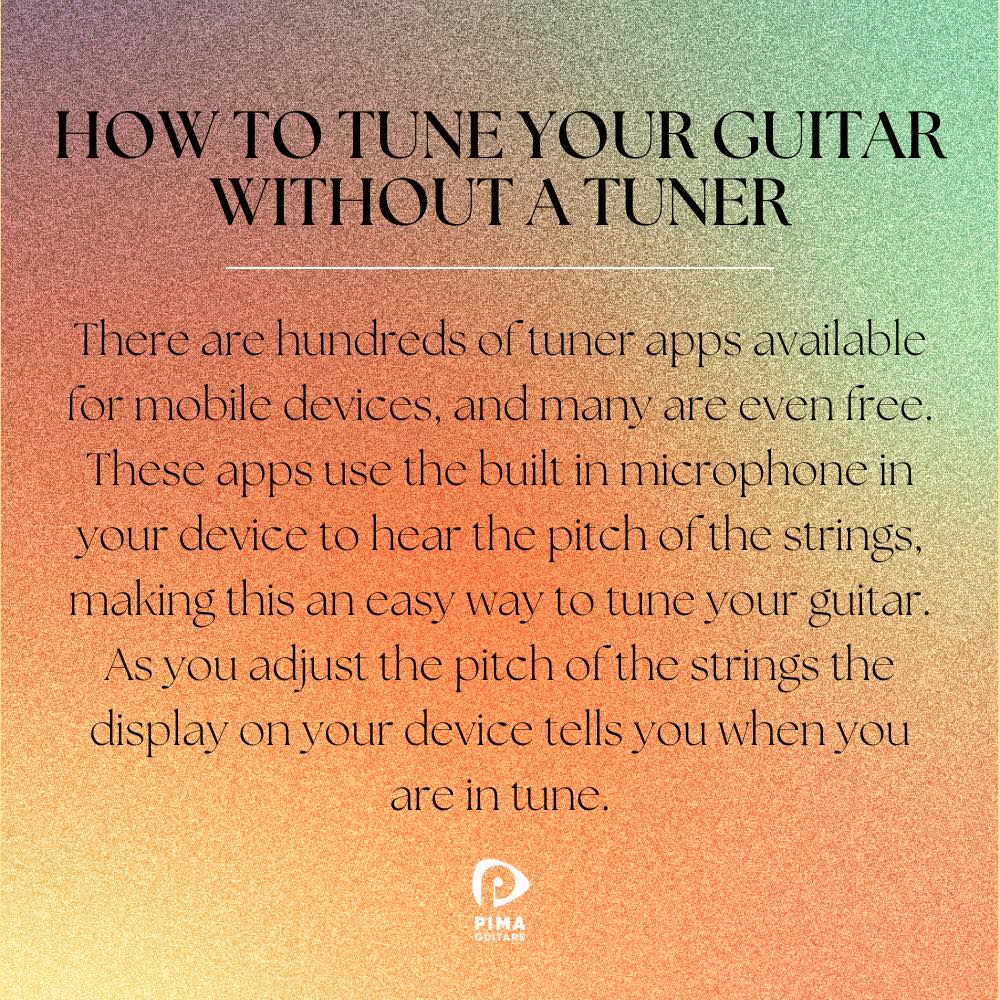 HOW TO TUNE YOUR GUITAR
WITHOUT A TUNER
There are hundreds of tuner apps available
for mobile devices, and many are even free.
These apps use the built in microphone in
your device to hear the pitch of the strings,
making this an easy way to tune your guitar.
As you adjust the pitch of the strings the
display on your device tells you when you
are in tune.
PIMA
GUITARS